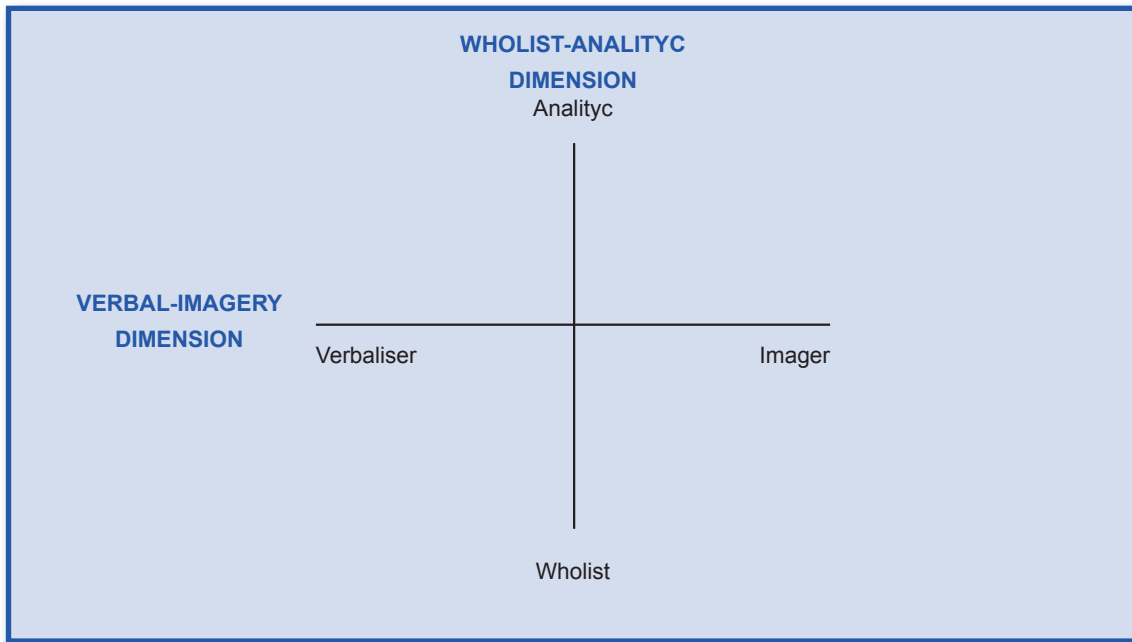 WHOLIST-ANALITYC
DIMENSION
Analityc
VERBAL-IMAGERY
DIMENSION
Verbaliser
Imager
Wholist